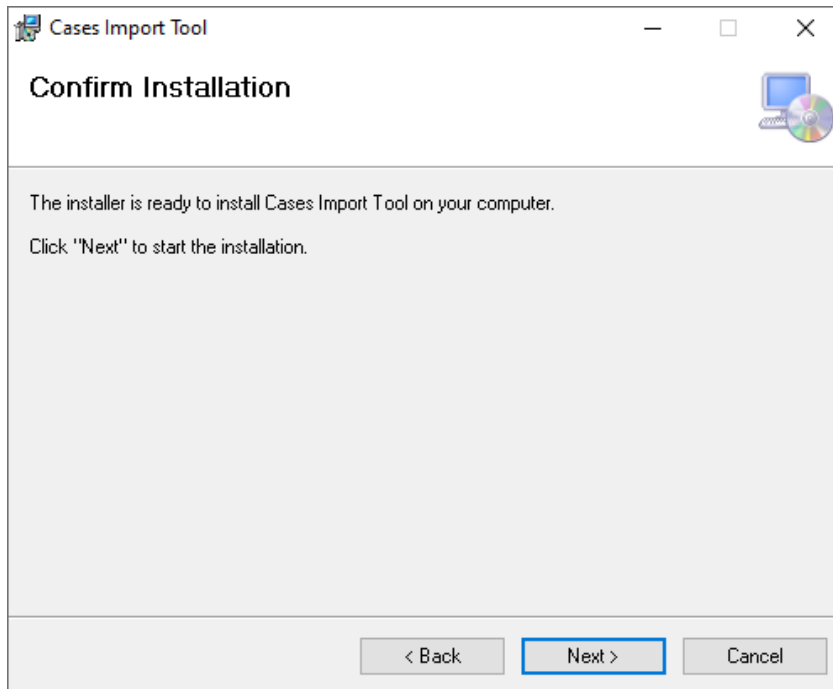 Cases Import Tool
Confirm Installation
The installer is ready to install Cases Import Tool on your computer.
Click "Next" to start the installation.
< Back
Next >
Cancel